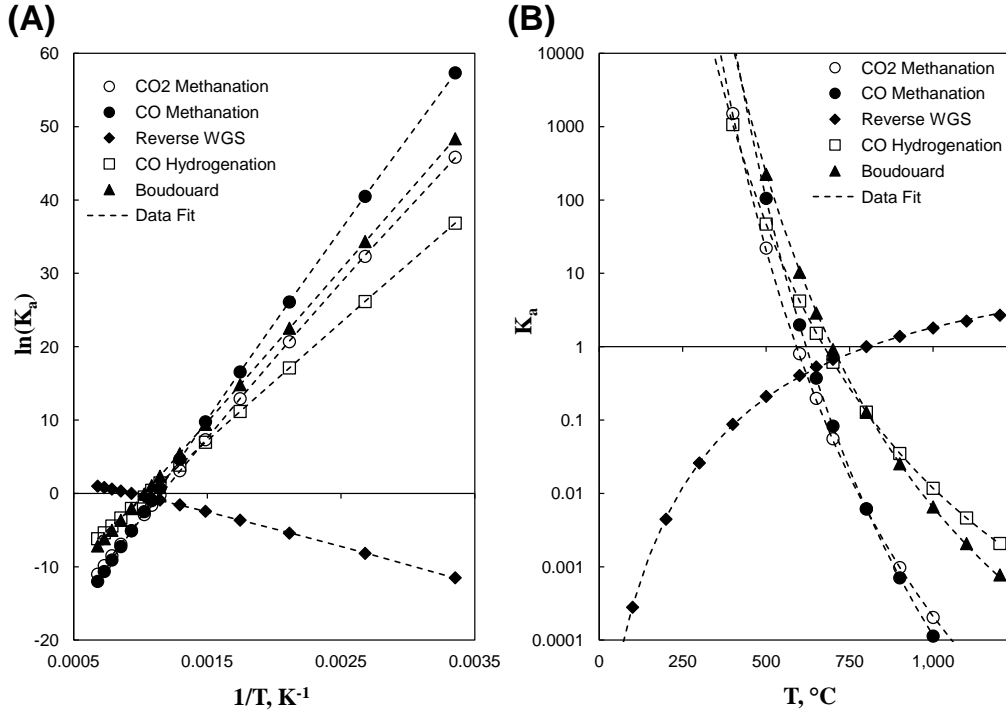 (A)
60
50
40
30
20
10
0
-10
-20
ln(Kₐ)
CO2 Methanation
CO Methanation
Reverse WGS
CO Hydrogenation
Boudouard
Data Fit
0.0005
0.0015
0.0025
0.0035
1/T, K⁻¹
(B)
10000
1000
100
10
1
0.1
0.01
0.001
0.0001
Kₐ
CO2 Methanation
CO Methanation
Reverse WGS
CO Hydrogenation
Boudouard
Data Fit
0
250
500
750
1,000
T, °C